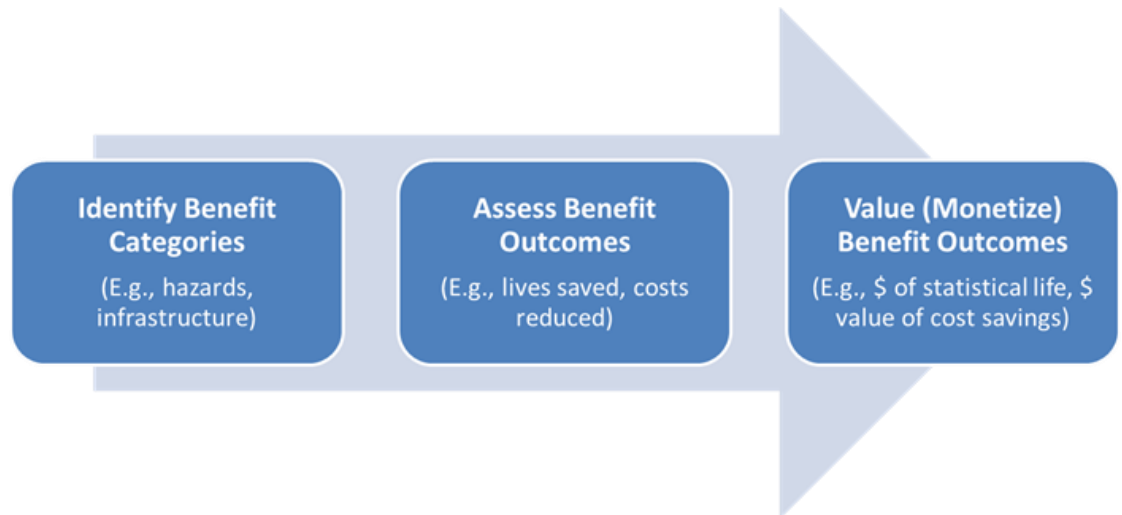 Identify Benefit
Categories
(E.g., hazards,
infrastructure)
Assess Benefit
Outcomes
(E.g., lives saved, costs
reduced)
Value (Monetize)
Benefit Outcomes
(E.g., $ of statistical life, $
value of cost savings)